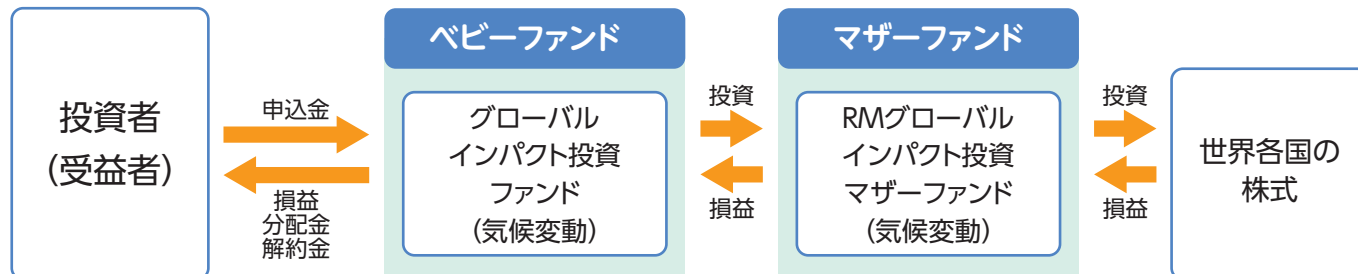 投資者
(受益者)
申込金
損益
分配金
解約金
ベビーファンド
グローバル
インパクト投資
ファンド
(気候変動)
投資
損益
マザーファンド
RMグローバル
インパクト投資
マザーファンド
(気候変動)
投資
損益
世界各国の
株式